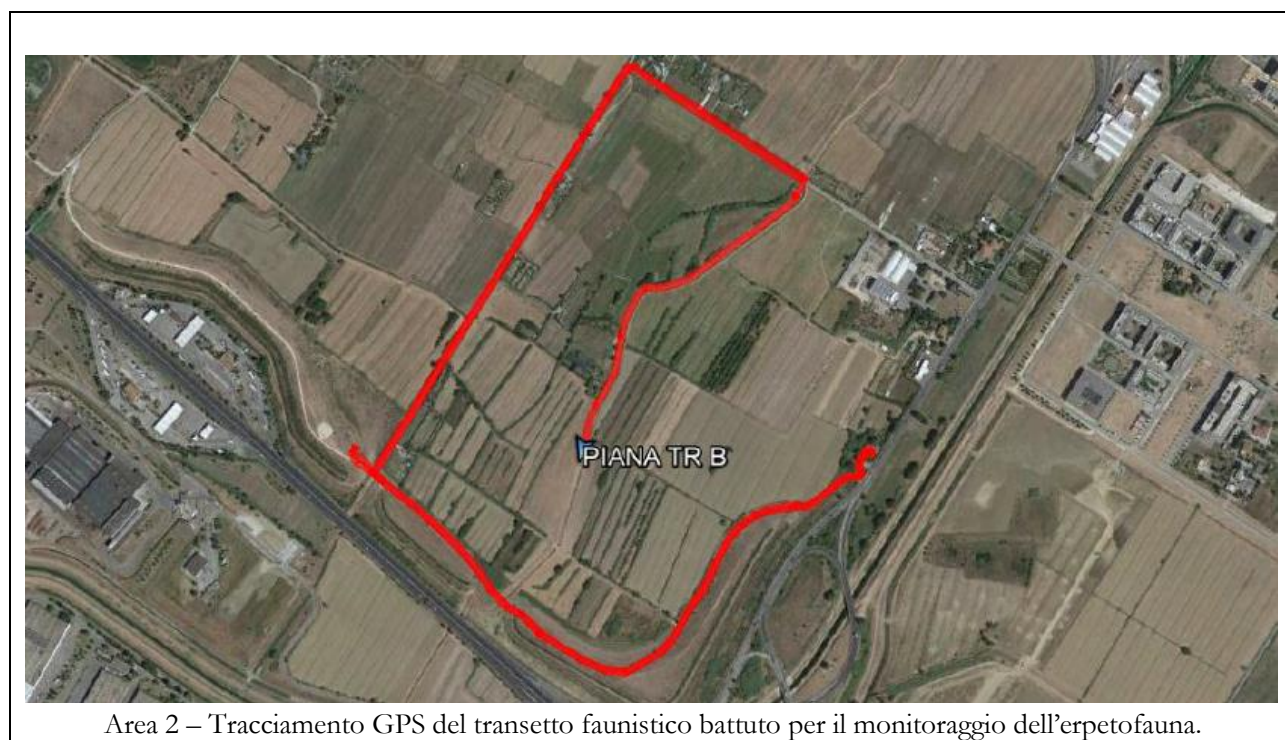 PIANA TR B
Area 2 – Tracciamento GPS del transetto faunistico battuto per il monitoraggio dell’erpetofauna.